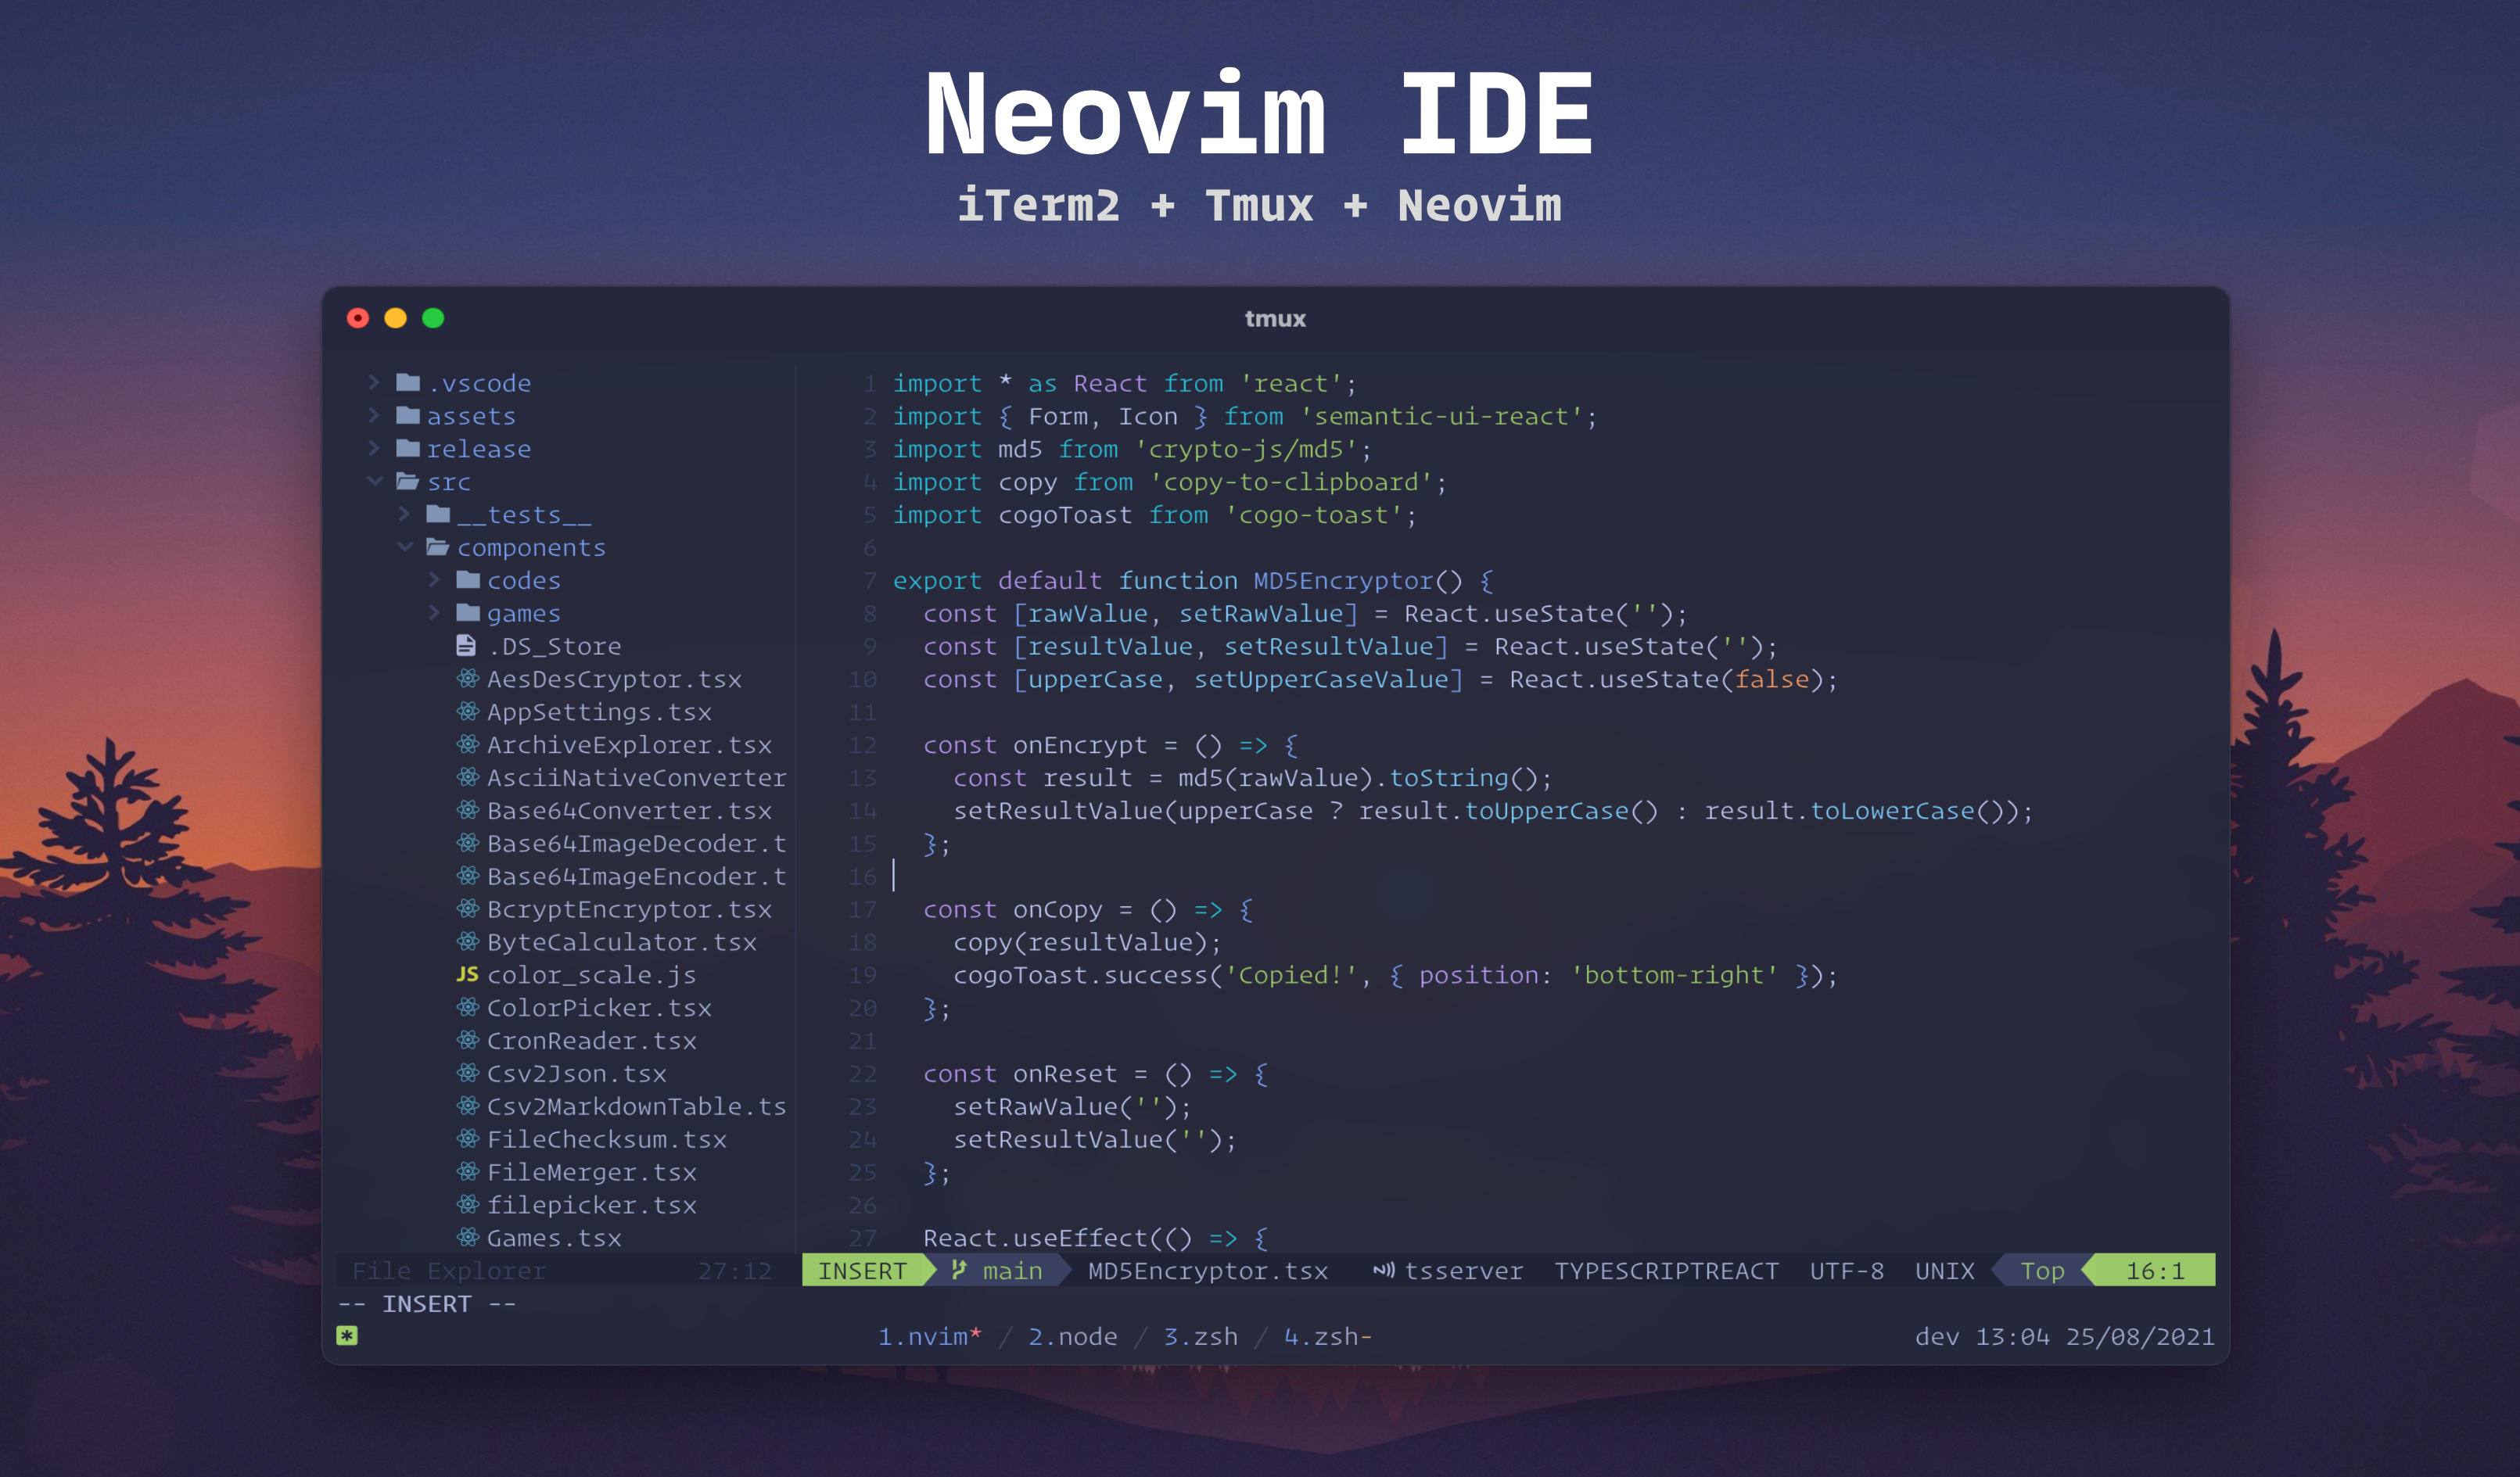 Neovim IDE
iTerm2 + Tmux + Neovim
tmux
.vscode
assets
release
src
__tests__
components
codes
games
.DS_Store
AesDesCryptor.tsx
AppSettings.tsx
ArchiveExplorer.tsx
AsciiNativeConverter
Base64Converter.tsx
Base64ImageDecoder.t
Base64ImageEncoder.t
BcryptEncryptor.tsx
ByteCalculator.tsx
JS color_scale.js
ColorPicker.tsx
CronReader.tsx
Csv2Json.tsx
Csv2MarkdownTable.ts
FileChecksum.tsx
FileMerger.tsx
filepicker.tsx
Games.tsx
1 import * as React from 'react';
2 import { Form, Icon } from 'semantic-ui-react';
3 import md5 from 'crypto-js/md5';
4 import copy from 'copy-to-clipboard';
5 import cogoToast from 'cogo-toast';
6
7 export default function MD5Encryptor() {
8   const [rawValue, setRawValue] = React.useState('');
9   const [resultValue, setResultValue] = React.useState('');
10   const [upperCase, setUpperCaseValue] = React.useState(false);
11
12   const onEncrypt = () => {
13     const result = md5(rawValue).toString();
14     setResultValue(upperCase ? result.toUpperCase() : result.toLowerCase());
15   };
16
17   const onCopy = () => {
18     copy(resultValue);
19     cogoToast.success('Copied!', { position: 'bottom-right' });
20   };
21
22   const onReset = () => {
23     setRawValue('');
24     setResultValue('');
25   };
26
27   React.useEffect(() => {
File Explorer 27:12 INSERT main MD5Encryptor.tsx tsserver TYPESCRIPTREACT UTF-8 UNIX Top 16:1
-- INSERT --
* 1.nvim* / 2.node / 3.zsh / 4.zsh- dev 13:04 25/08/2021